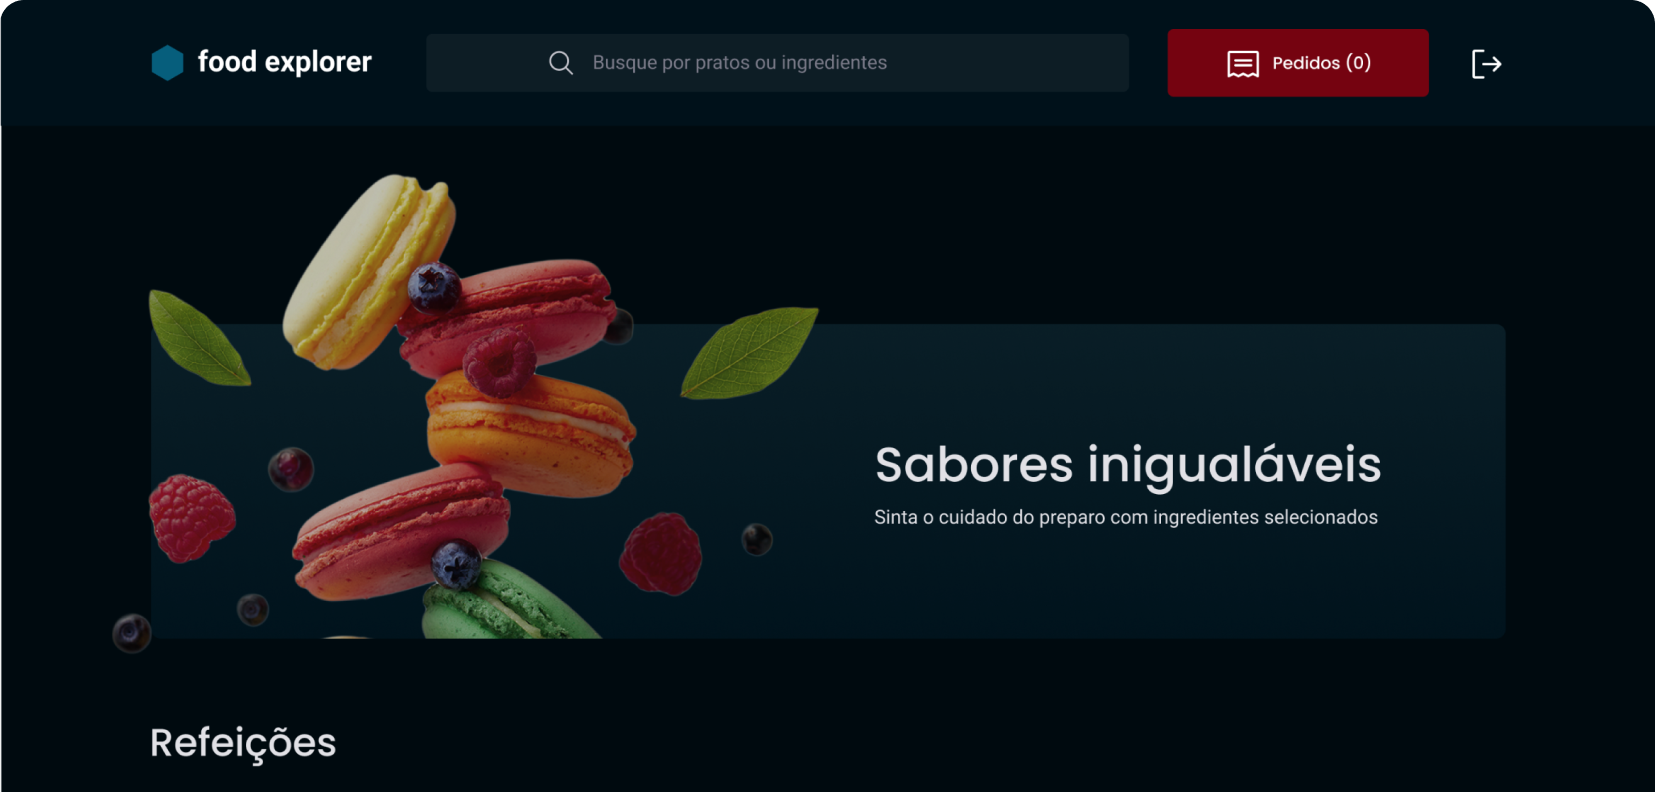 food explorer
Busque por pratos ou ingredientes
Pedidos (0)
Sabores inigualáveis
Sinta o cuidado do preparo com ingredientes selecionados
Refeições